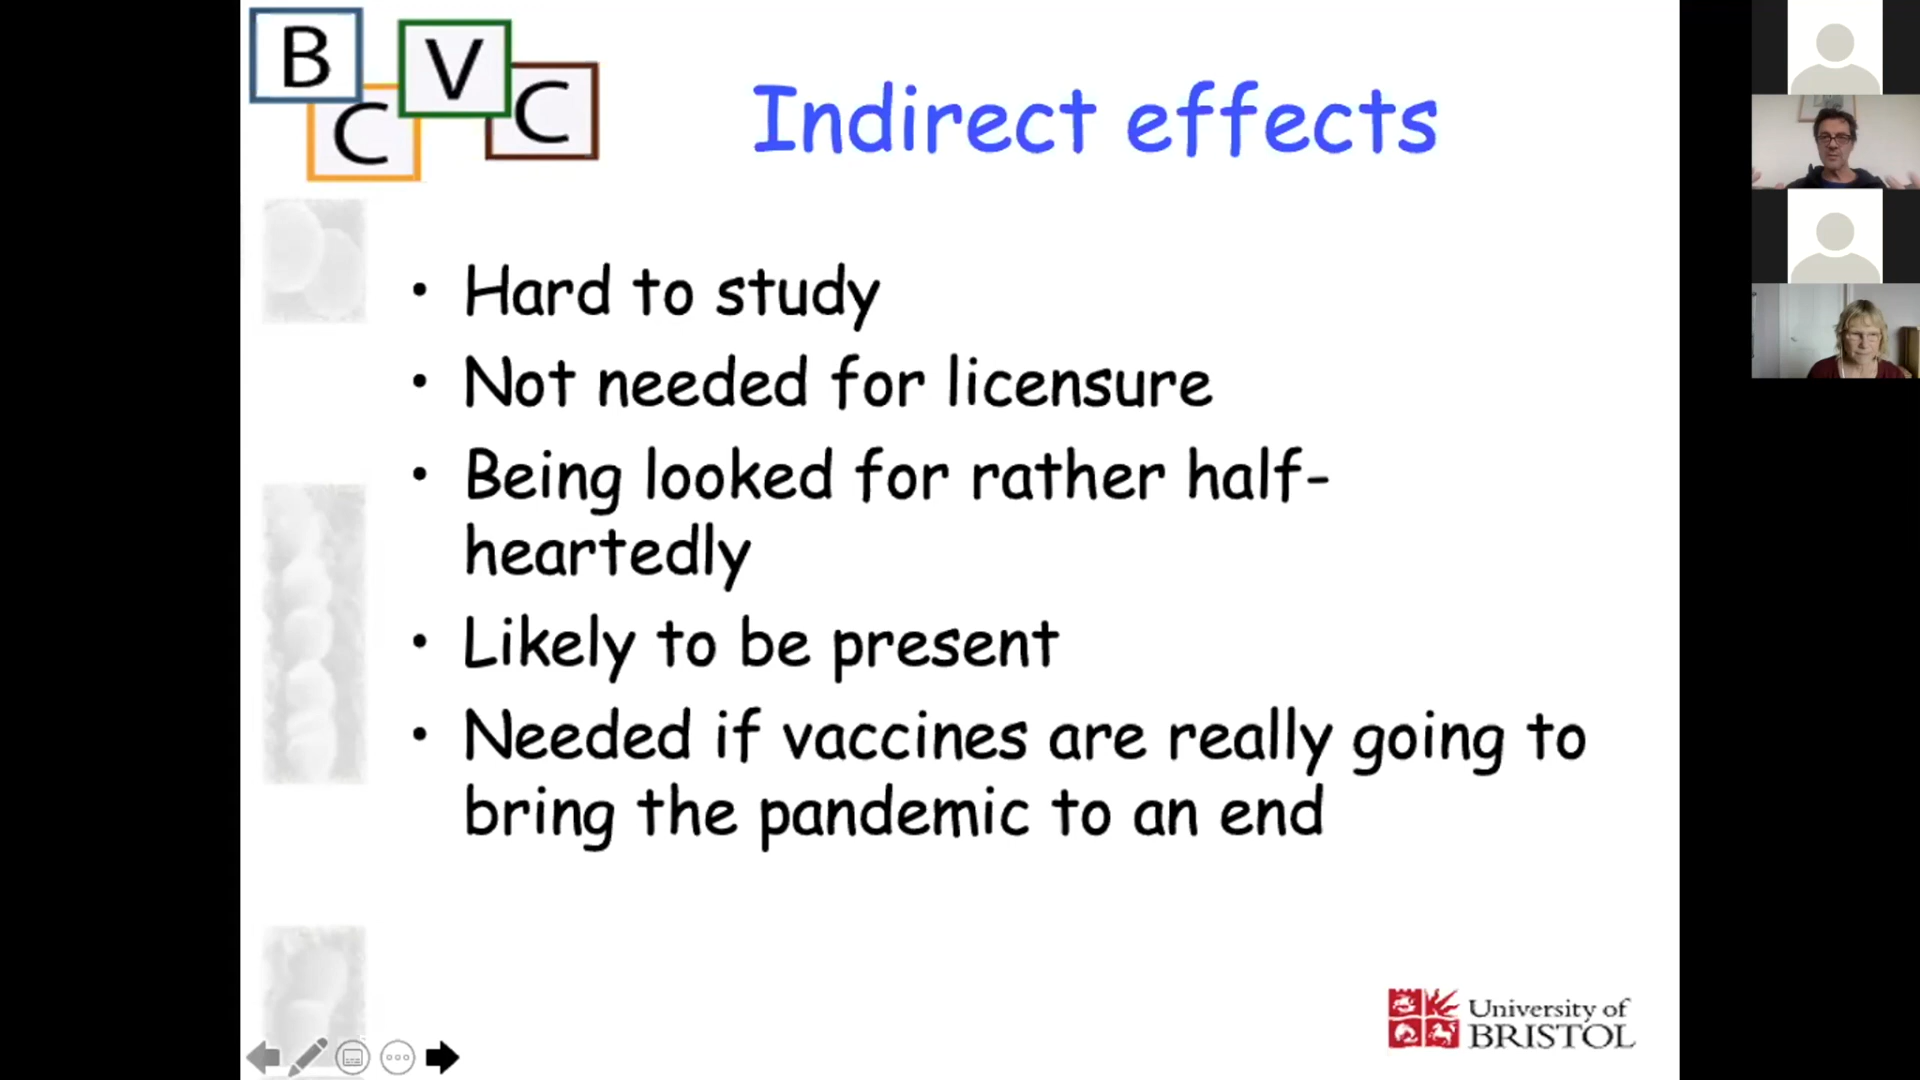 B
C
V
C
Indirect effects
• Hard to study
• Not needed for licensure
• Being looked for rather half-
heartedly
• Likely to be present
• Needed if vaccines are really going to
bring the pandemic to an end
University of
BRISTOL